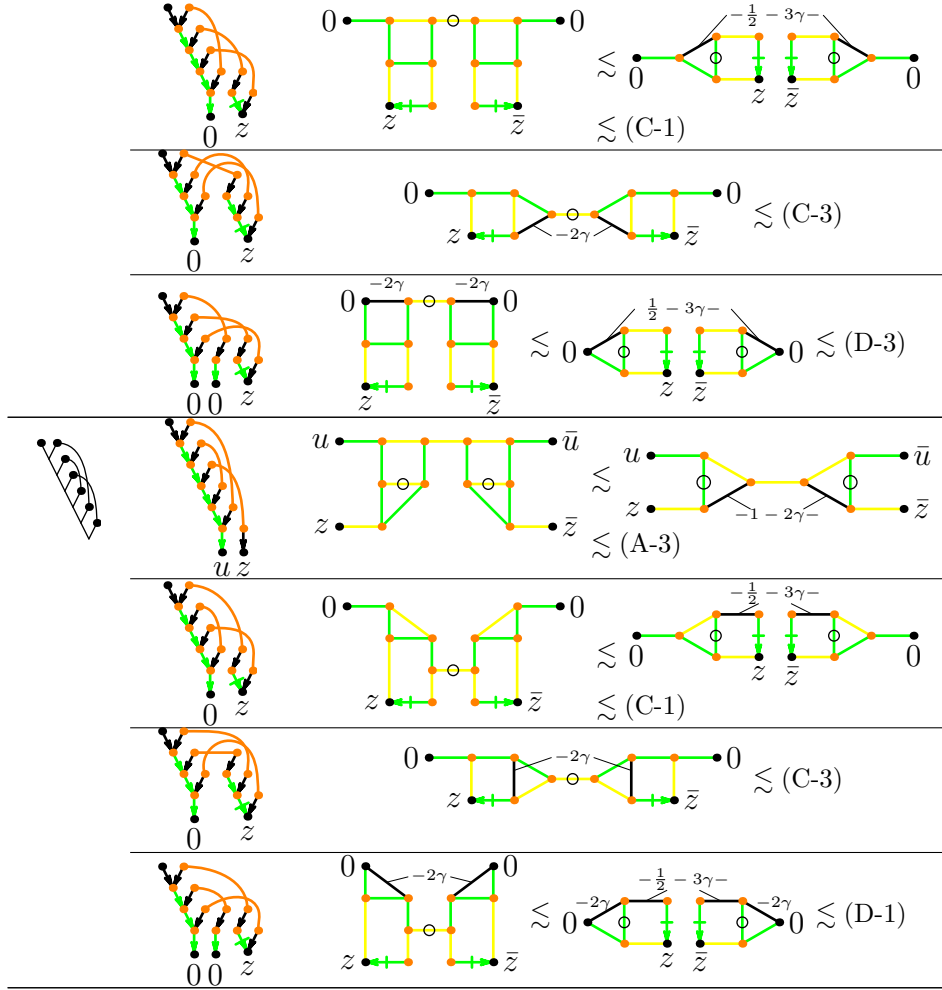 0 z 0 0 z z̄ ≲ 0 −½ − 3γ− z z̄ 0
≲ (C-1)
0 z 0 0 z −2γ z̄ ≲ (C-3)
0 0 z 0 −2γ −2γ 0 z z̄ ≲ 0 ½ − 3γ− z z̄ 0 ≲ (D-3)
u z u ū z z̄ ≲ u ū z −1 − 2γ− z̄
≲ (A-3)
0 z 0 0 z z̄ ≲ 0 −½ − 3γ− z z̄ 0
≲ (C-1)
0 z 0 −2γ 0 z z̄ ≲ (C-3)
0 0 z 0 −2γ 0 z z̄ ≲ 0 −2γ −½ − 3γ− −2γ z z̄ 0 ≲ (D-1)